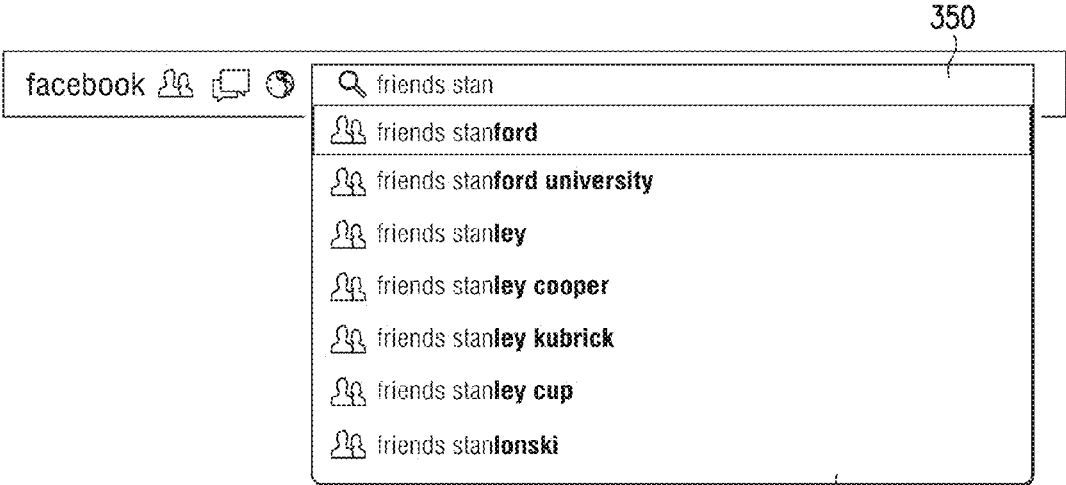 350
facebook friends stan
friends stanford
friends stanford university
friends stanley
friends stanley cooper
friends stanley kubrick
friends stanley cup
friends stanlonski